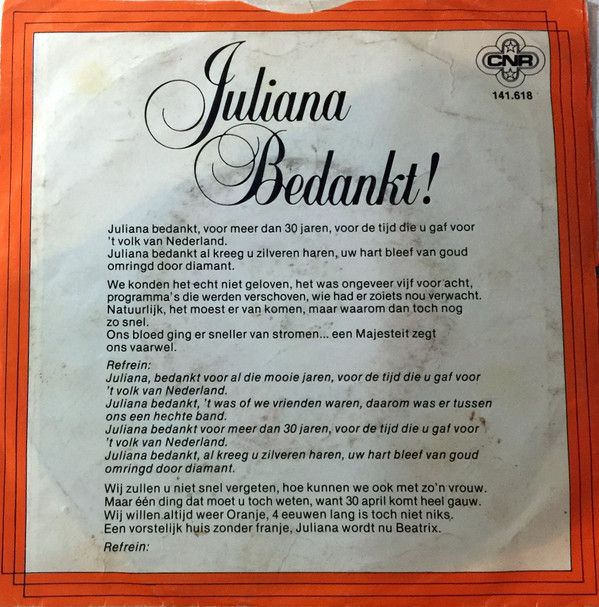 Juliana
Bedankt!
CNR
141.618
Juliana bedankt, voor meer dan 30 jaren, voor de tijd die u gaf voor
't volk van Nederland.
Juliana bedankt al kreeg u zilveren haren, uw hart bleef van goud
omringd door diamant.
We konden het echt niet geloven, het was ongeveer vijf voor acht,
programma's die werden verschoven, wie had er zoiets nou verwacht.
Natuurlijk, het moest er van komen, maar waarom dan toch nog
zo snel.
Ons bloed ging er sneller van stromen... een Majesteit zegt
ons vaarwel.
Refrein:
Juliana, bedankt voor al die mooie jaren, voor de tijd die u gaf voor
't volk van Nederland.
Juliana bedankt, 't was of we vrienden waren, daarom was er tussen
ons een hechte band.
Juliana bedankt voor meer dan 30 jaren, voor de tijd die u gaf voor
't volk van Nederland.
Juliana bedankt, al kreeg u zilveren haren, uw hart bleef van goud
omringd door diamant.
Wij zullen u niet snel vergeten, hoe kunnen we ook met zo'n vrouw.
Maar één ding dat moet u toch weten, want 30 april komt heel gauw.
Wij willen altijd weer Oranje, 4 eeuwen lang is toch niet niks.
Een vorstelijk huis zonder franje, Juliana wordt nu Beatrix.
Refrein: